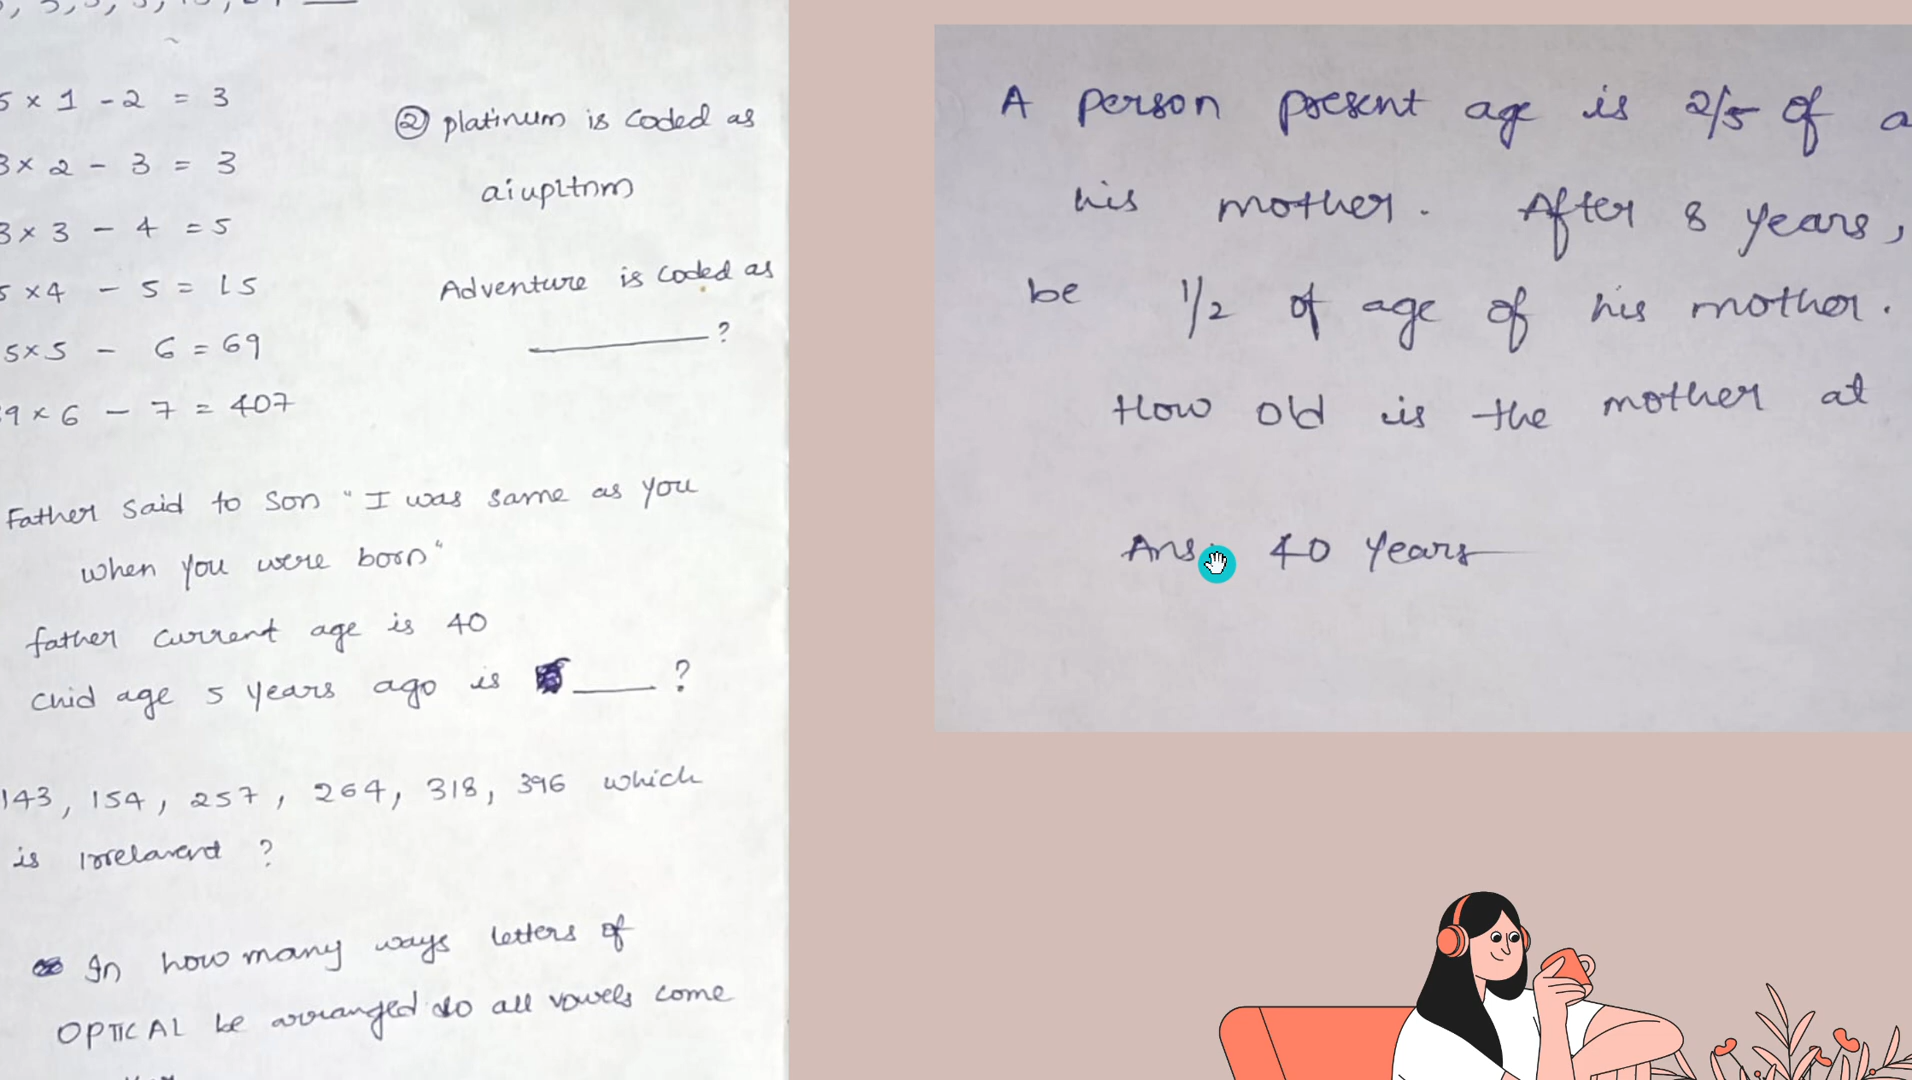 5 × 1 - 2 = 3
3 × 2 - 3 = 3
3 × 3 - 4 = 5
5 × 4 - 5 = 15
5 × 5 - 6 = 69
9 × 6 - 7 = 407
② platinum is coded as
aiupltnm
Adventure is coded as
?
Father said to son "I was same as you
when you were born"
father current age is 40
child age 5 years ago is ?
143, 154, 257, 264, 318, 396 which
is
In how many ways letters of
OPTICAL be arranged so all vowels come
A person present age is 2/5 of a
his mother. After 8 years,
be 1/2 of age of his mother.
How old is the mother at
Ans: 40 years